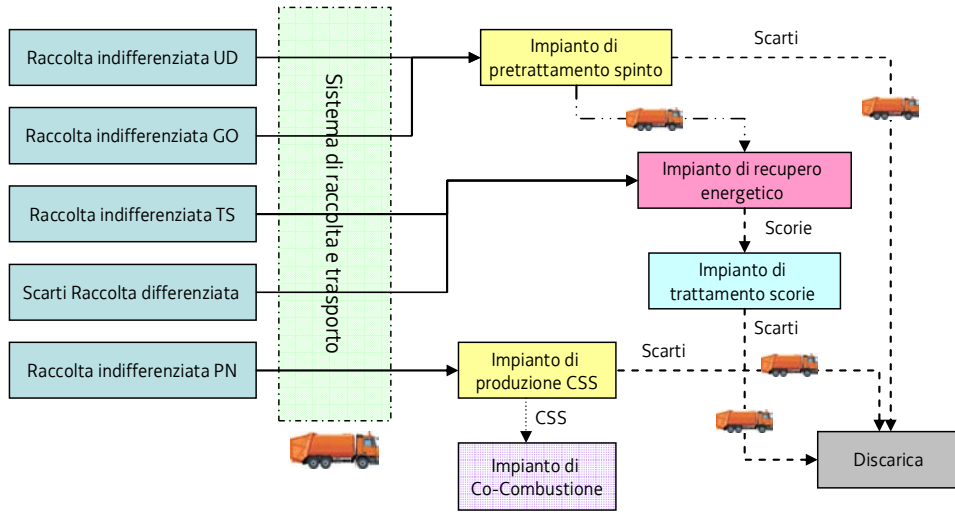 Raccolta indifferenziata UD
Raccolta indifferenziata GO
Raccolta indifferenziata TS
Scarti Raccolta differenziata
Raccolta indifferenziata PN
Sistema di raccolta e trasporto
Impianto di
pretrattamento spinto
Scarti
Impianto di recupero
energetico
Scorie
Impianto di
trattamento scorie
Scarti
Impianto di
produzione CSS
Scarti
CSS
Impianto di
Co-Combustione
Discarica